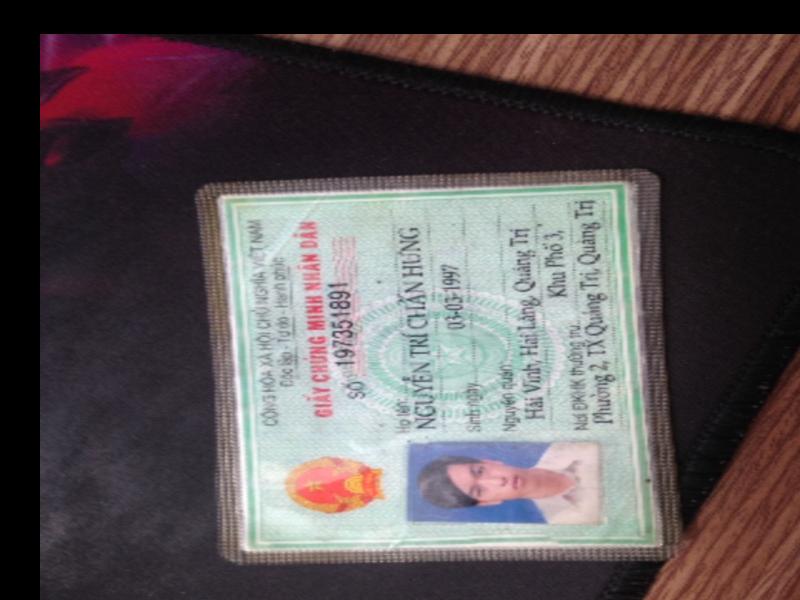 CỘNG HÒA XÃ HỘI CHỦ NGHĨA VIỆT NAM
Độc lập - Tự do - Hạnh phúc
GIẤY CHỨNG MINH NHÂN DÂN
SỐ 197351891
Họ tên:
NGUYỄN TRÍ CHẤN HƯNG
Sinh ngày 03-05-1997
Nguyên quán:
Hải Vĩnh, Hải Lăng, Quảng Trị
Nơi ĐKHK thường trú: Khu Phố 3,
Phường 2, TX Quảng Trị, Quảng Trị